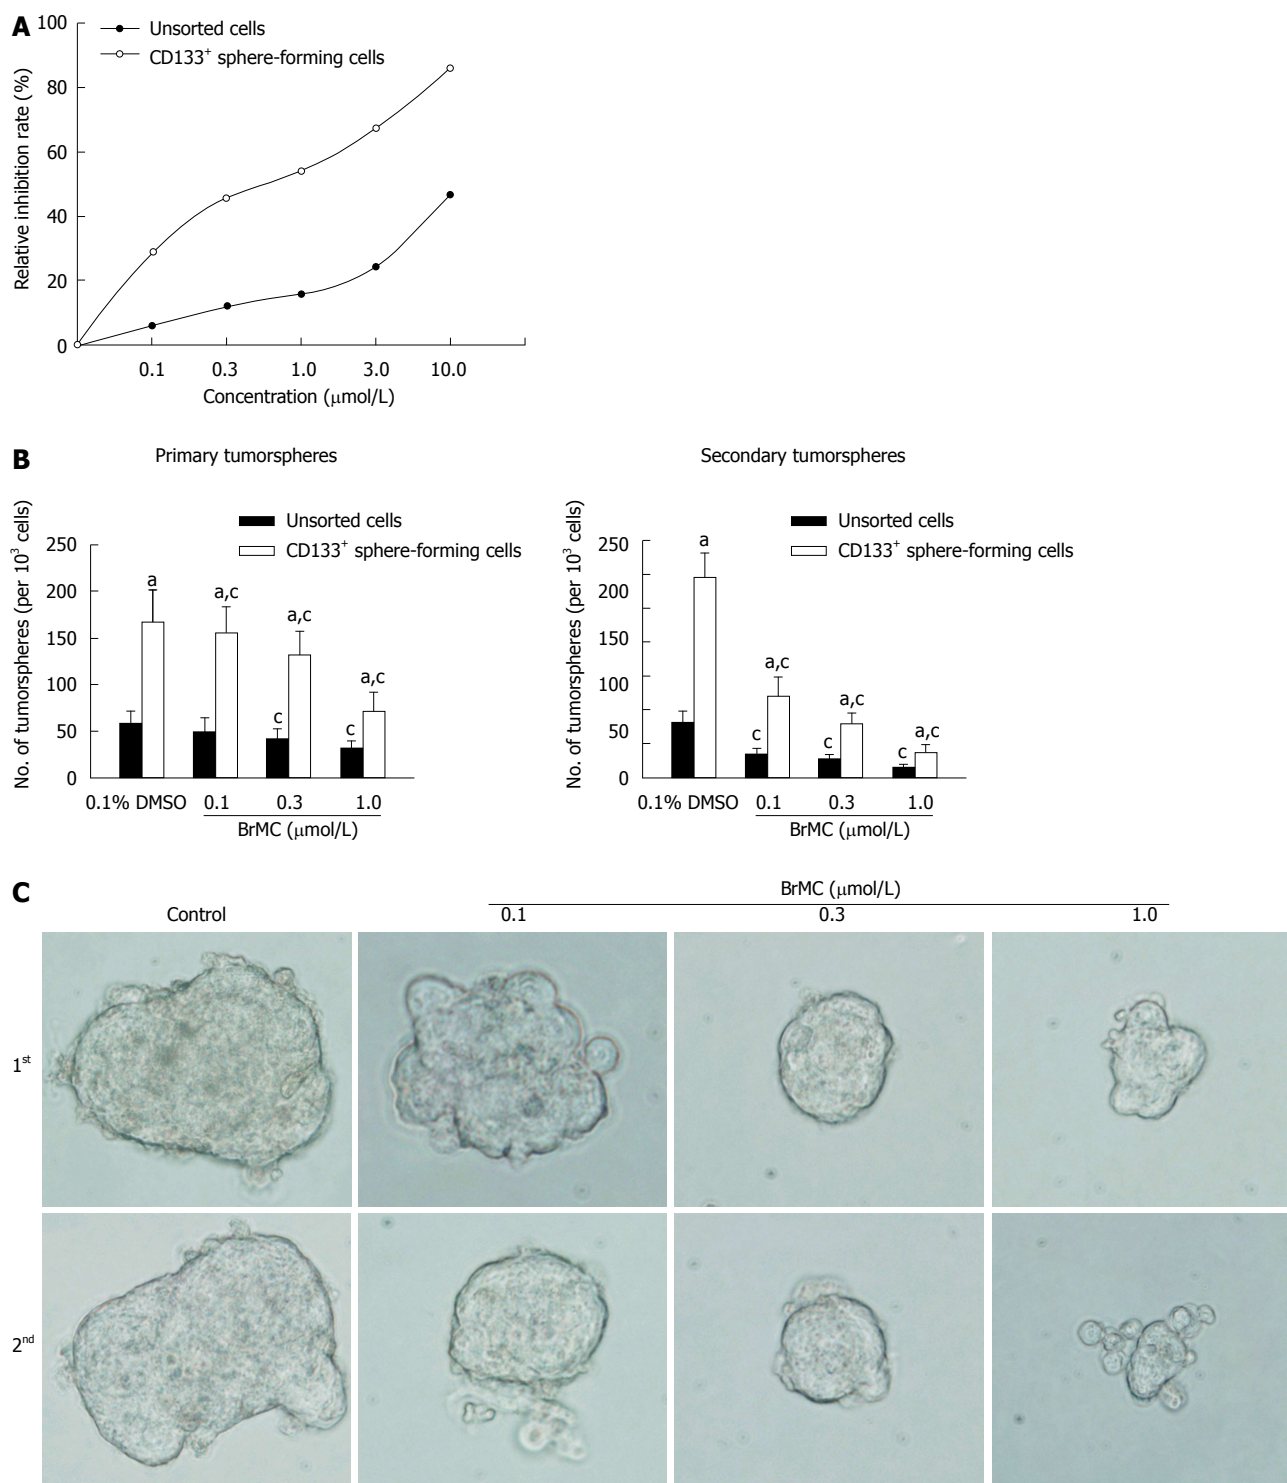 A
Unsorted cells
CD133+ sphere-forming cells
Relative inhibition rate (%)
100
80
60
40
20
0
0.1 0.3 1.0 3.0 10.0
Concentration (μmol/L)
B
Primary tumorspheres
Unsorted cells
CD133+ sphere-forming cells
No. of tumorspheres (per 10³ cells)
250
200
150
100
50
0
a
a,c
a,c
a,c
c
c
0.1% DMSO 0.1 0.3 1.0
BrMC (μmol/L)
Secondary tumorspheres
Unsorted cells
CD133+ sphere-forming cells
No. of tumorspheres (per 10³ cells)
250
200
100
50
0
a
a,c
a,c
a,c
c
c
c
0.1% DMSO 0.1 0.3 1.0
BrMC (μmol/L)
C
BrMC (μmol/L)
Control 0.1 0.3 1.0
1st
2nd